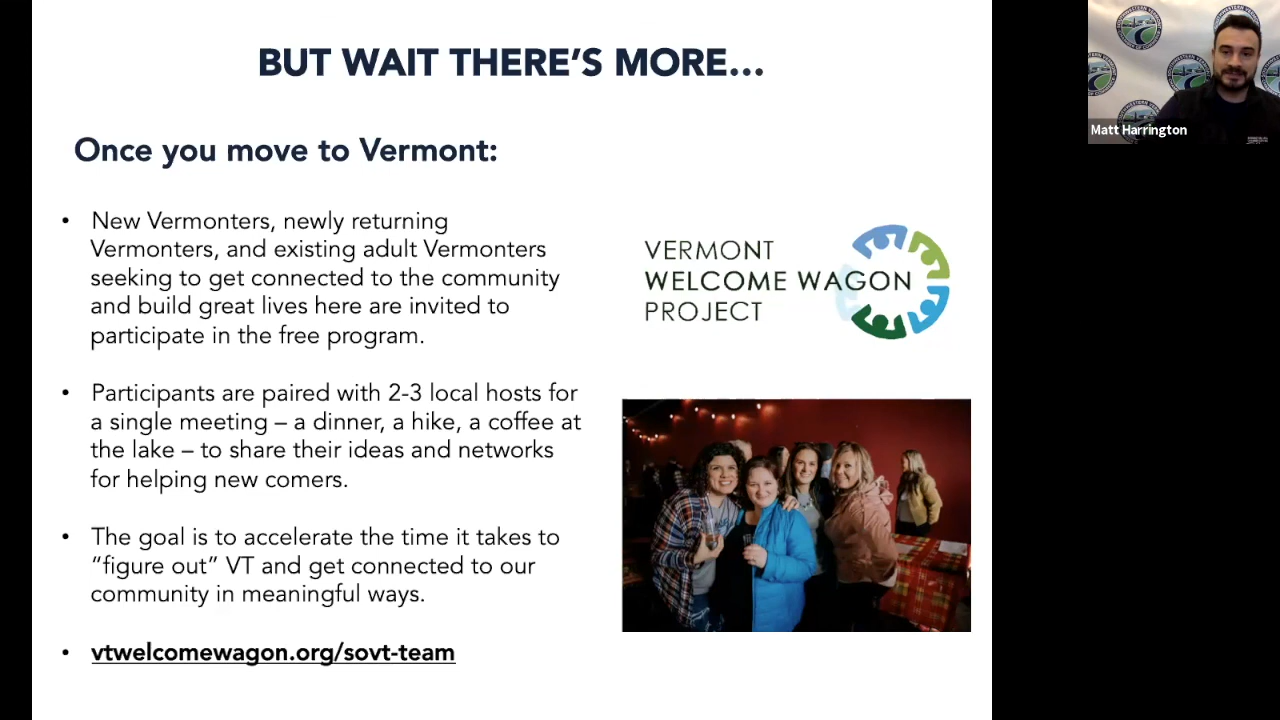 BUT WAIT THERE'S MORE...
Once you move to Vermont:
• New Vermonters, newly returning
Vermonters, and existing adult Vermonters
seeking to get connected to the community
and build great lives here are invited to
participate in the free program.
• Participants are paired with 2-3 local hosts for
a single meeting – a dinner, a hike, a coffee at
the lake – to share their ideas and networks
for helping new comers.
• The goal is to accelerate the time it takes to
“figure out” VT and get connected to our
community in meaningful ways.
• vtwelcomewagon.org/sovt-team
VERMONT
WELCOME WAGON
PROJECT
Matt Harrington